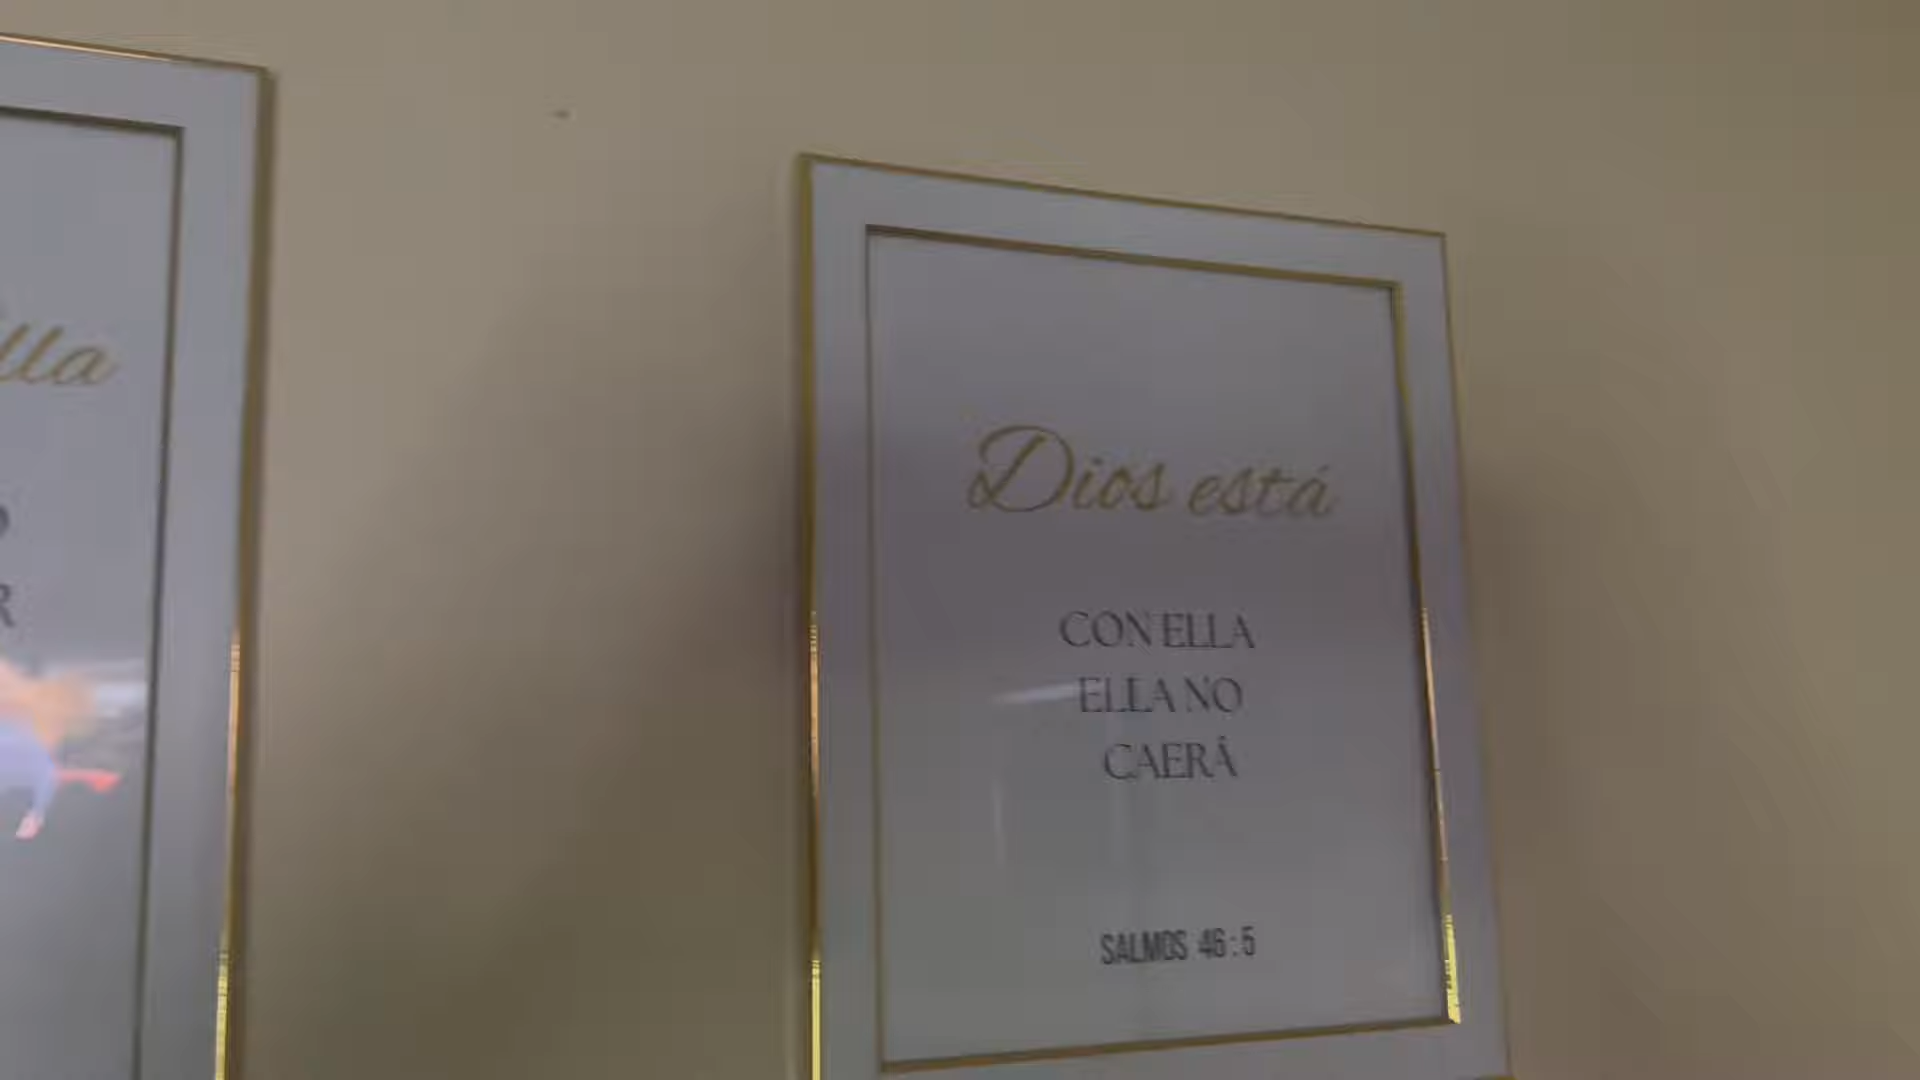 Dios está
CON ELLA
ELLA NO
CAERÁ
SALMOS 46:5